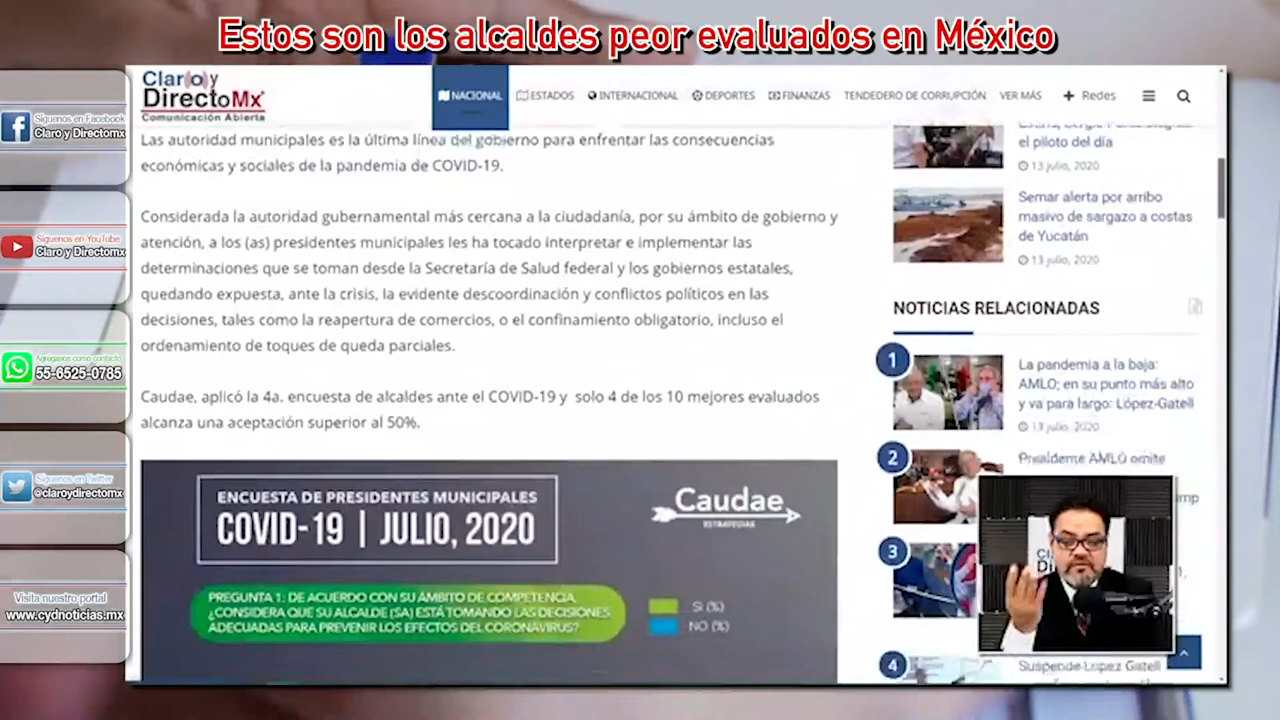 Estos son los alcaldes peor evaluados en México
Síguenos en Facebook
Claro y Directomx
Síguenos en YouTube
Claro y Directomx
Agréganos como contacto
55-6525-0785
Síguenos en Twitter
@claroydirectomx
Visita nuestro portal
www.cydnoticias.mx
Claro y
DirectoMx
Comunicación Abierta
NACIONAL
ESTADOS
INTERNACIONAL
DEPORTES
FINANZAS
TENDEDERO DE CORRUPCIÓN
VER MÁS
Redes
Las autoridad municipales es la última línea del gobierno para enfrentar las consecuencias
económicas y sociales de la pandemia de COVID-19.
Considerada la autoridad gubernamental más cercana a la ciudadanía, por su ámbito de gobierno y
atención, a los (as) presidentes municipales les ha tocado interpretar e implementar las
determinaciones que se toman desde la Secretaría de Salud federal y los gobiernos estatales,
quedando expuesta, ante la crisis, la evidente descoordinación y conflictos políticos en las
decisiones, tales como la reapertura de comercios, o el confinamiento obligatorio, incluso el
ordenamiento de toques de queda parciales.
Caudae, aplicó la 4a. encuesta de alcaldes ante el COVID-19 y solo 4 de los 10 mejores evaluados
alcanza una aceptación superior al 50%.
ENCUESTA DE PRESIDENTES MUNICIPALES
COVID-19 | JULIO, 2020
Caudae
ESTRATEGIAS
PREGUNTA 1: DE ACUERDO CON SU ÁMBITO DE COMPETENCIA,
¿CONSIDERA QUE SU ALCALDE (SA) ESTÁ TOMANDO LAS DECISIONES
ADECUADAS PARA PREVENIR LOS EFECTOS DEL CORONAVIRUS?
SI (%)
NO (%)
el piloto del día
13 julio, 2020
Semar alerta por arribo
masivo de sargazo a costas
de Yucatán
13 julio, 2020
NOTICIAS RELACIONADAS
1
La pandemia a la baja:
AMLO; en su punto más alto
y va para largo: López-Gatell
13 julio, 2020
2
Presidente AMLO omite
3
4
Suspende López Gatell